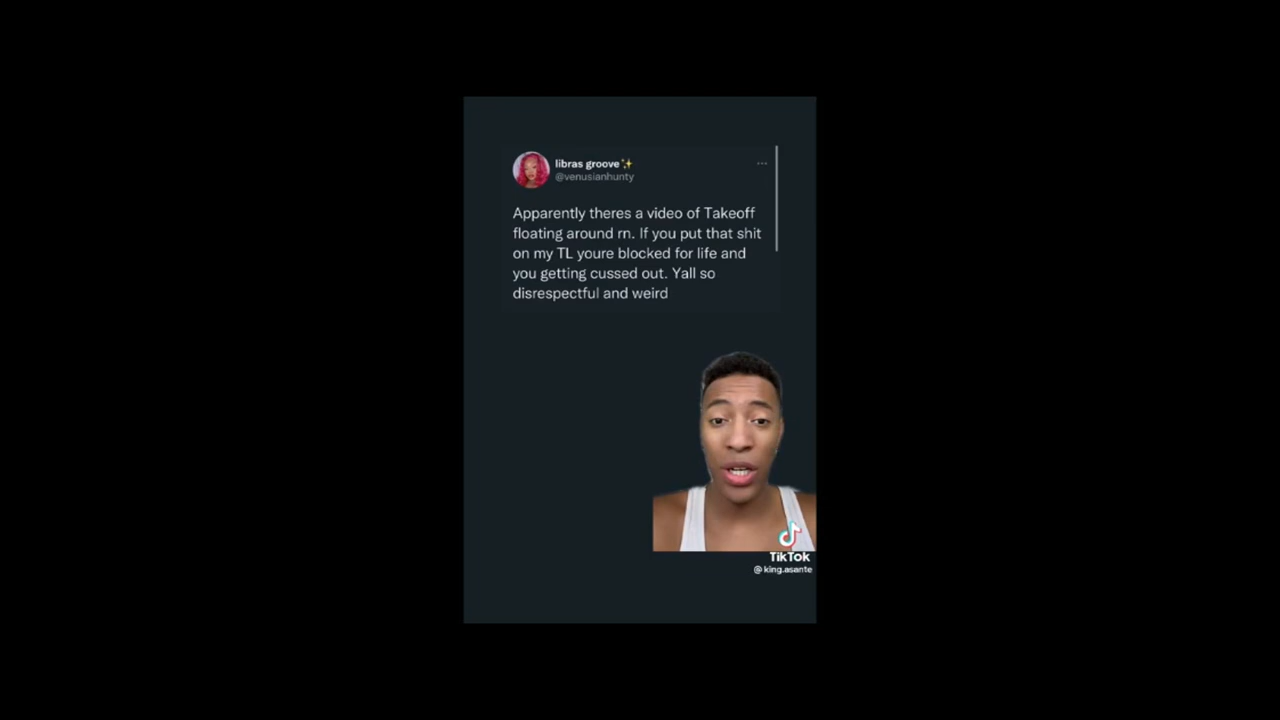 libras groove✨
@venusianhunty
Apparently theres a video of Takeoff
floating around rn. If you put that shit
on my TL youre blocked for life and
you getting cussed out. Yall so
disrespectful and weird
TikTok
@king.asante